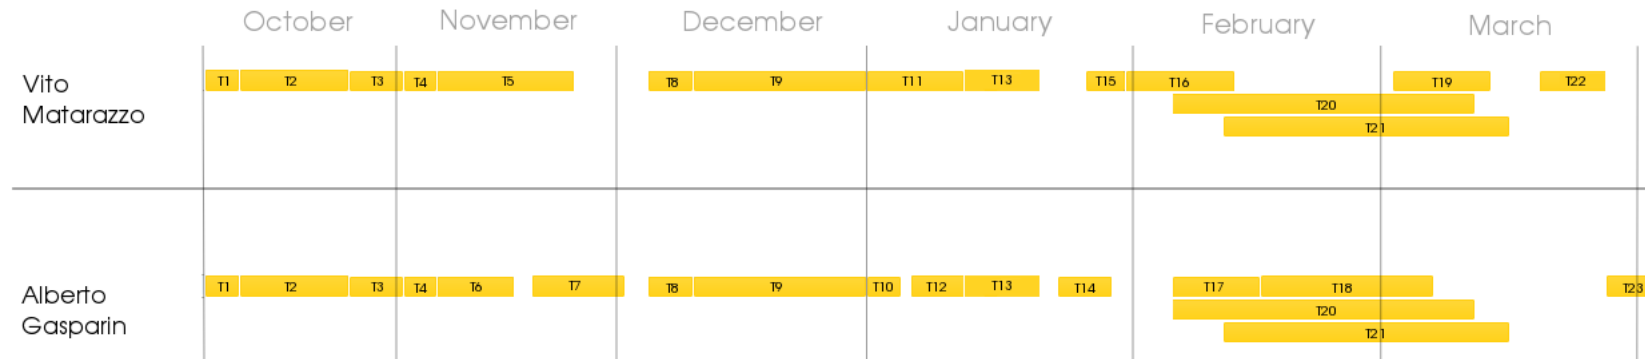 October November December January February March
Vito
Matarazzo
T1 T2 T3 T4 T5 T8 T9 T11 T13 T15 T16 T19 T22
T20
T21
Alberto
Gasparin
T1 T2 T3 T4 T6 T7 T8 T9 T10 T12 T13 T14 T17 T18 T23
T20
T21